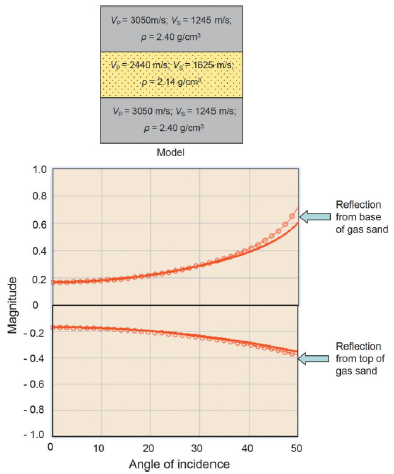 Vₚ = 3050m/s; Vₛ = 1245 m/s;
ρ = 2.40 g/cm³
Vₚ = 2440 m/s; Vₛ = 1625 m/s;
ρ = 2.14 g/cm³
Vₚ = 3050 m/s; Vₛ = 1245 m/s;
ρ = 2.40 g/cm³
Model
1.0
0.8
0.6
0.4
0.2
0
- 0.2
- 0.4
- 0.6
- 0.8
- 1.0
Magnitude
Reflection
from base
of gas sand
Reflection
from top of
gas sand
0 10 20 30 40 50
Angle of incidence